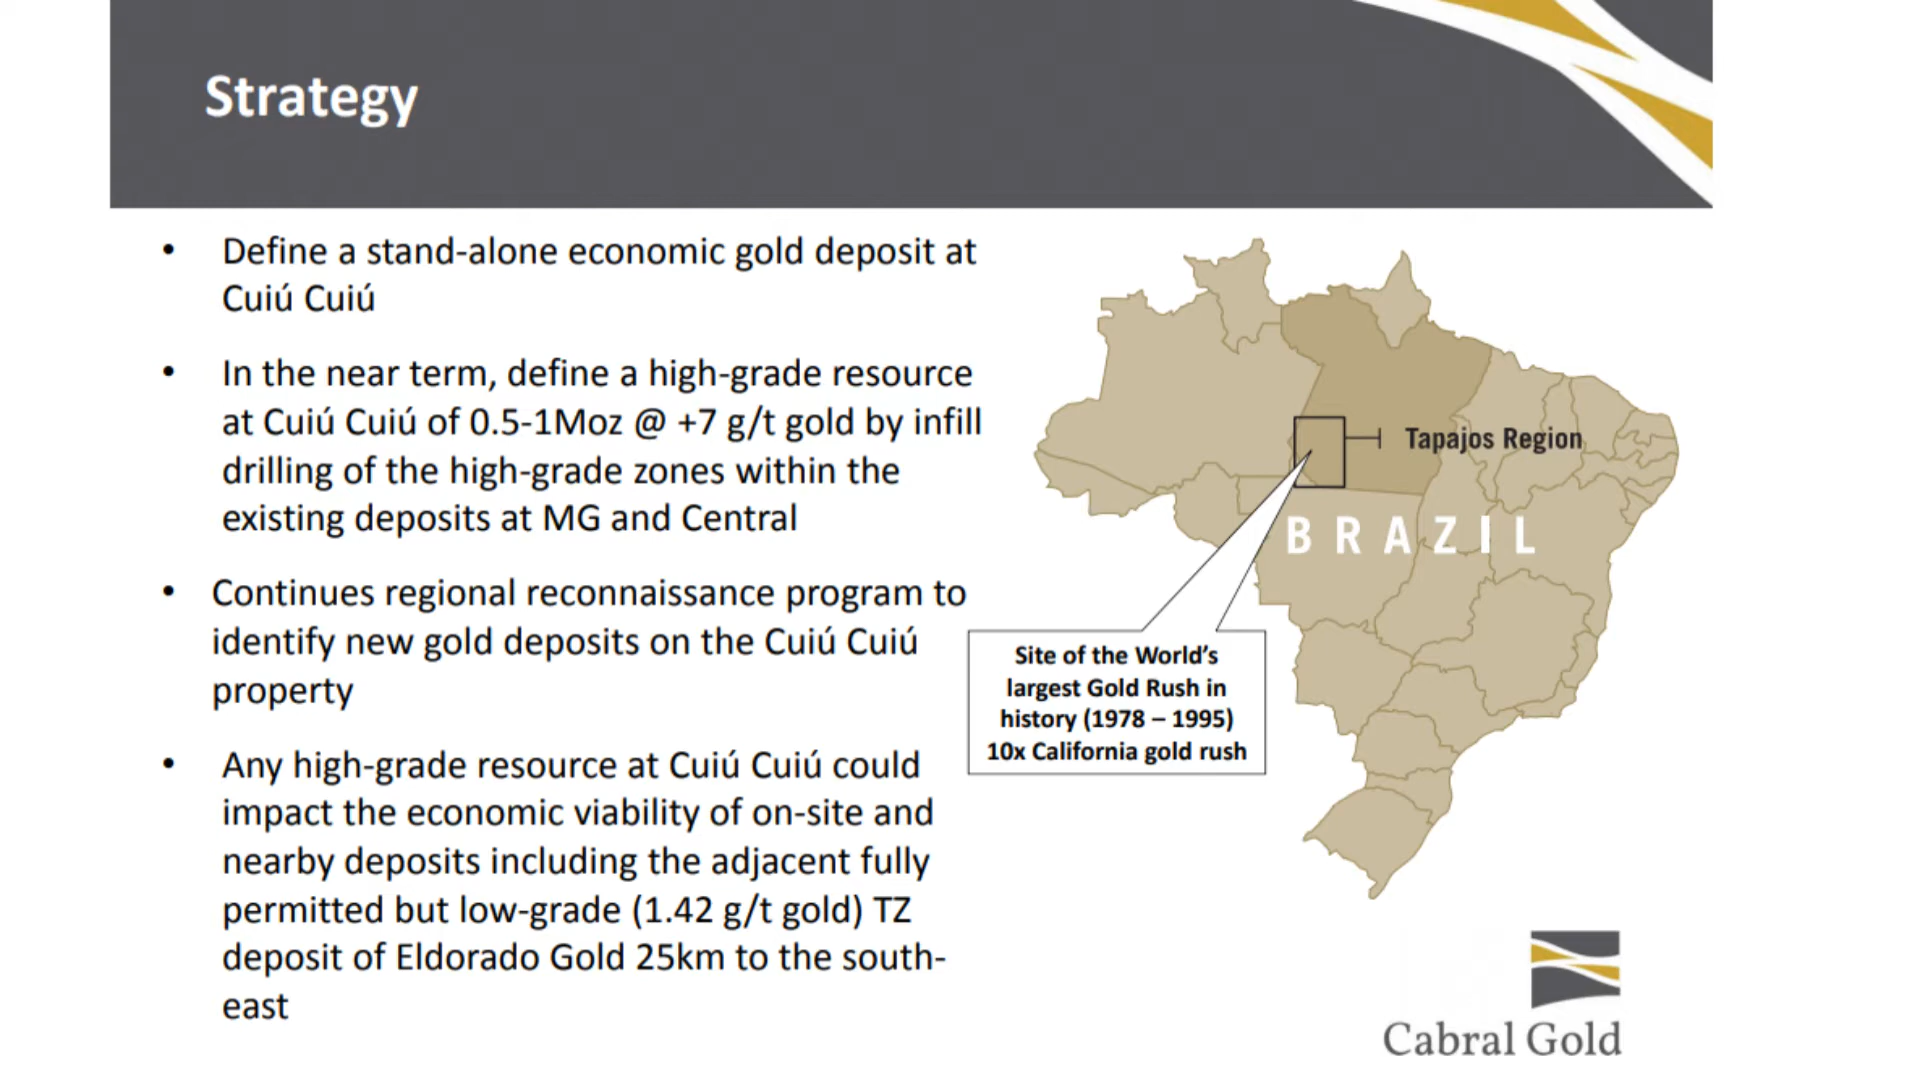 Strategy
• Define a stand-alone economic gold deposit at
Cuiú Cuiú
• In the near term, define a high-grade resource
at Cuiú Cuiú of 0.5-1Moz @ +7 g/t gold by infill
drilling of the high-grade zones within the
existing deposits at MG and Central
• Continues regional reconnaissance program to
identify new gold deposits on the Cuiú Cuiú
property
• Any high-grade resource at Cuiú Cuiú could
impact the economic viability of on-site and
nearby deposits including the adjacent fully
permitted but low-grade (1.42 g/t gold) TZ
deposit of Eldorado Gold 25km to the south-
east
Tapajos Region
BRAZIL
Site of the World's
largest Gold Rush in
history (1978 – 1995)
10x California gold rush
Cabral Gold